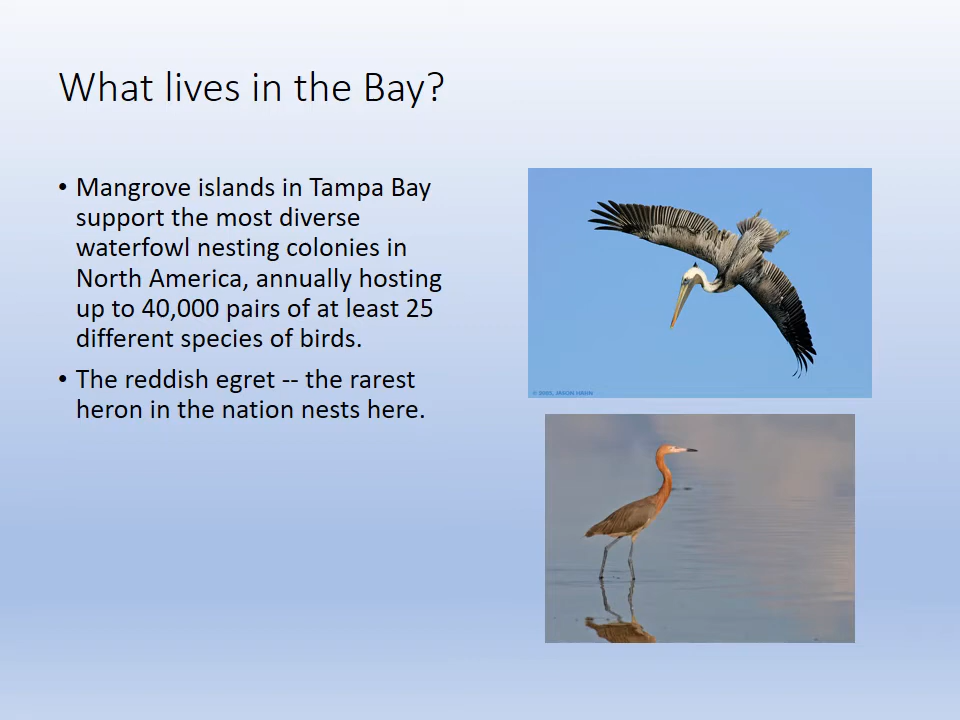 What lives in the Bay?
• Mangrove islands in Tampa Bay
support the most diverse
waterfowl nesting colonies in
North America, annually hosting
up to 40,000 pairs of at least 25
different species of birds.
• The reddish egret -- the rarest
heron in the nation nests here.
JASON HAHN